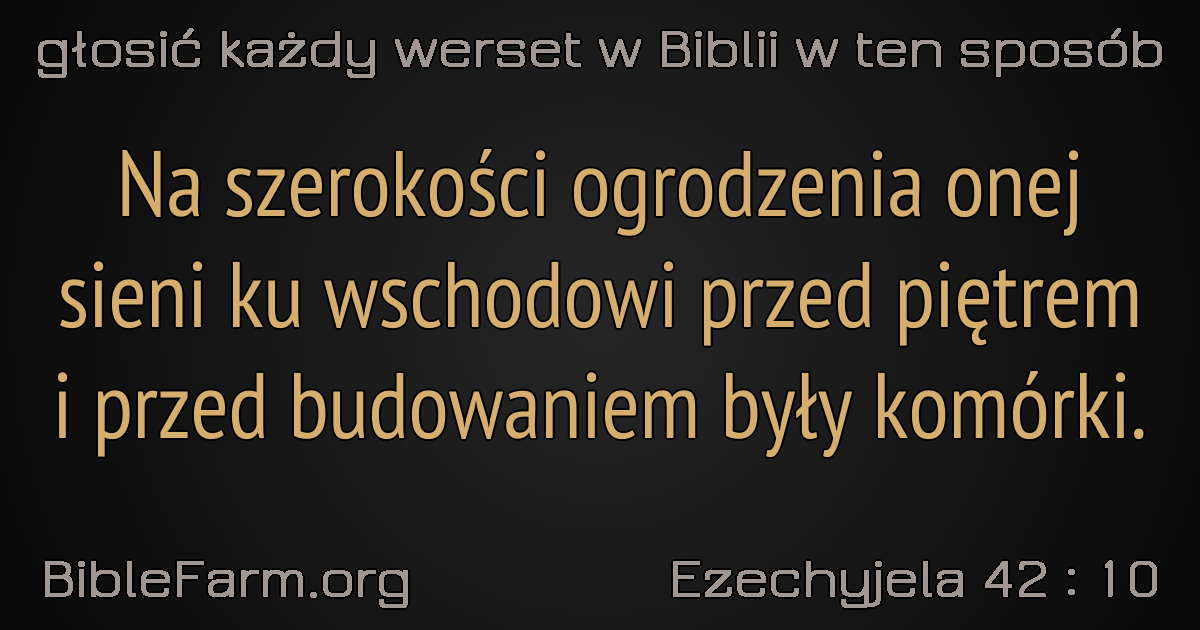 głosić każdy werset w Biblii w ten sposób
Na szerokości ogrodzenia onej
sieni ku wschodowi przed piętrem
i przed budowaniem były komórki.
BibleFarm.org
Ezechyjela 42 : 10